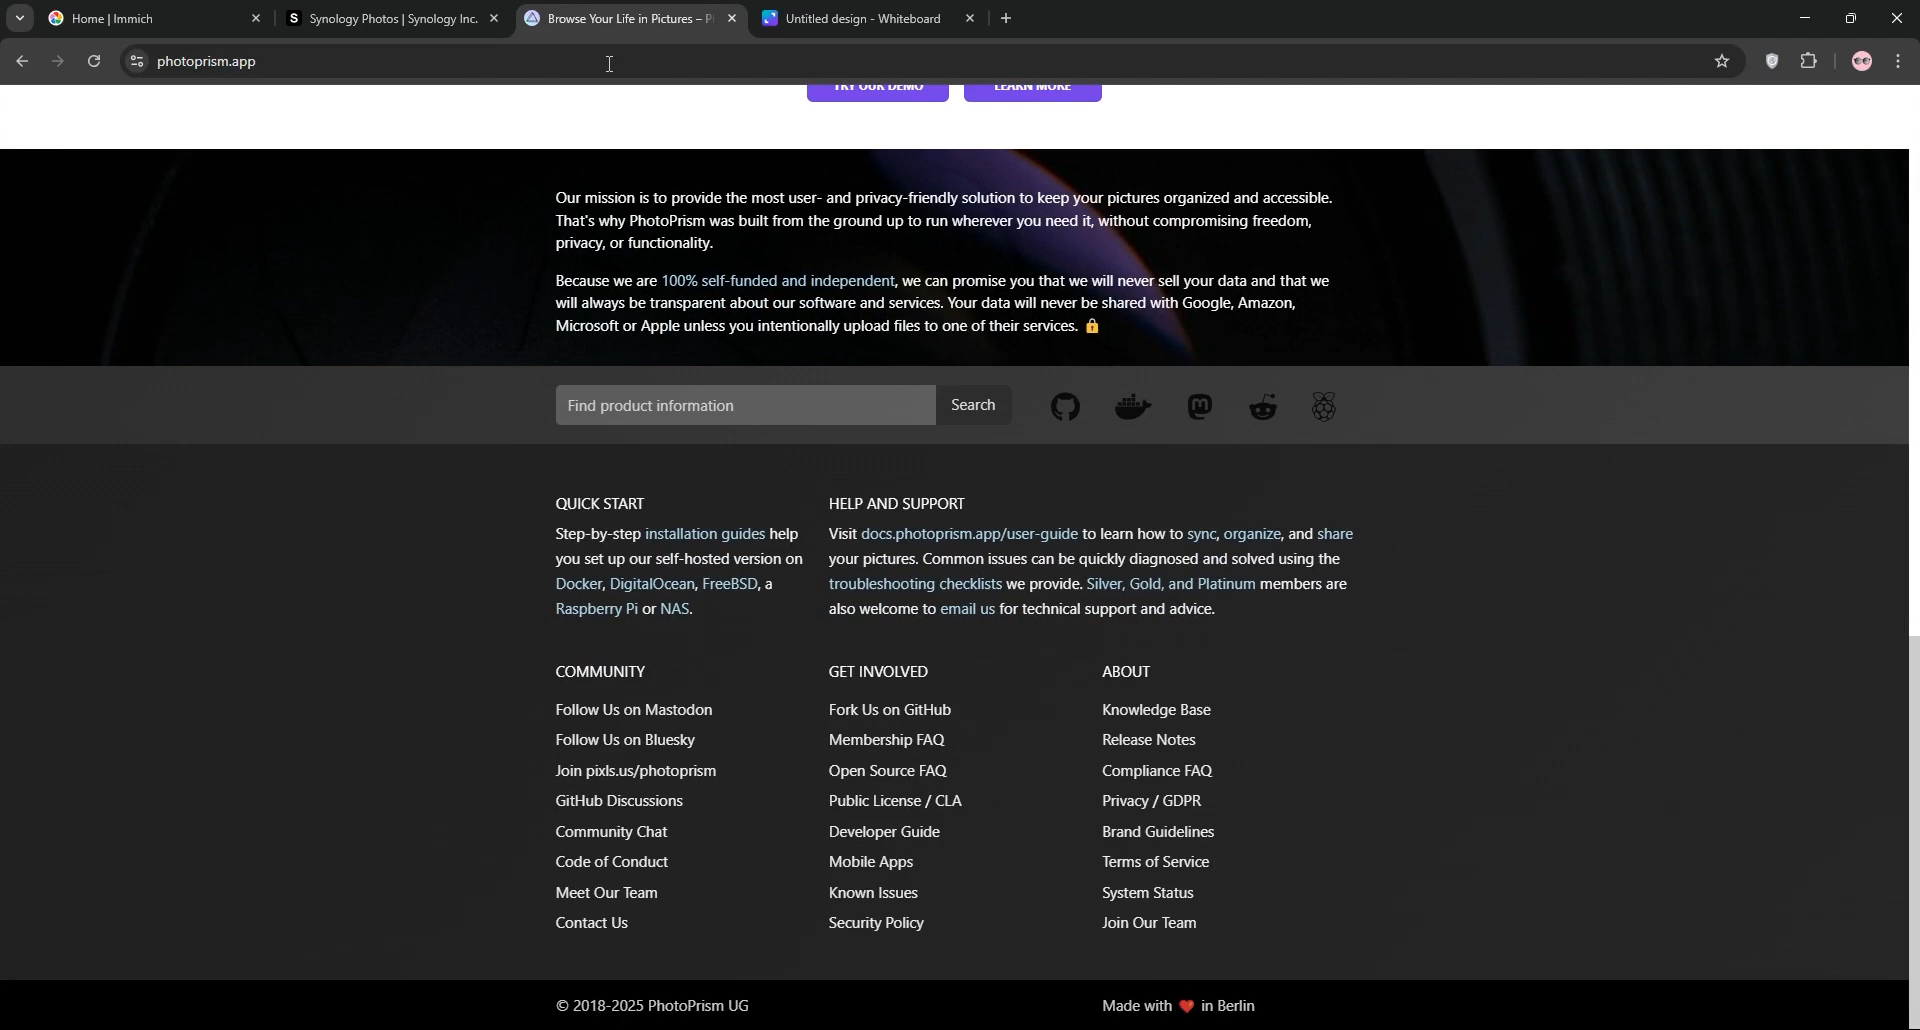 Home | Immich
S Synology Photos | Synology Inc.
Browse Your Life in Pictures – P
Untitled design - Whiteboard
photoprism.app
TRY OUR DEMO
LEARN MORE
Our mission is to provide the most user- and privacy-friendly solution to keep your pictures organized and accessible.
That's why PhotoPrism was built from the ground up to run wherever you need it, without compromising freedom,
privacy, or functionality.
Because we are 100% self-funded and independent, we can promise you that we will never sell your data and that we
will always be transparent about our software and services. Your data will never be shared with Google, Amazon,
Microsoft or Apple unless you intentionally upload files to one of their services. 🔒
Find product information
Search
QUICK START
Step-by-step installation guides help
you set up our self-hosted version on
Docker, DigitalOcean, FreeBSD, a
Raspberry Pi or NAS.
HELP AND SUPPORT
Visit docs.photoprism.app/user-guide to learn how to sync, organize, and share
your pictures. Common issues can be quickly diagnosed and solved using the
troubleshooting checklists we provide. Silver, Gold, and Platinum members are
also welcome to email us for technical support and advice.
COMMUNITY
Follow Us on Mastodon
Follow Us on Bluesky
Join pixls.us/photoprism
GitHub Discussions
Community Chat
Code of Conduct
Meet Our Team
Contact Us
GET INVOLVED
Fork Us on GitHub
Membership FAQ
Open Source FAQ
Public License / CLA
Developer Guide
Mobile Apps
Known Issues
Security Policy
ABOUT
Knowledge Base
Release Notes
Compliance FAQ
Privacy / GDPR
Brand Guidelines
Terms of Service
System Status
Join Our Team
© 2018-2025 PhotoPrism UG
Made with ❤️ in Berlin